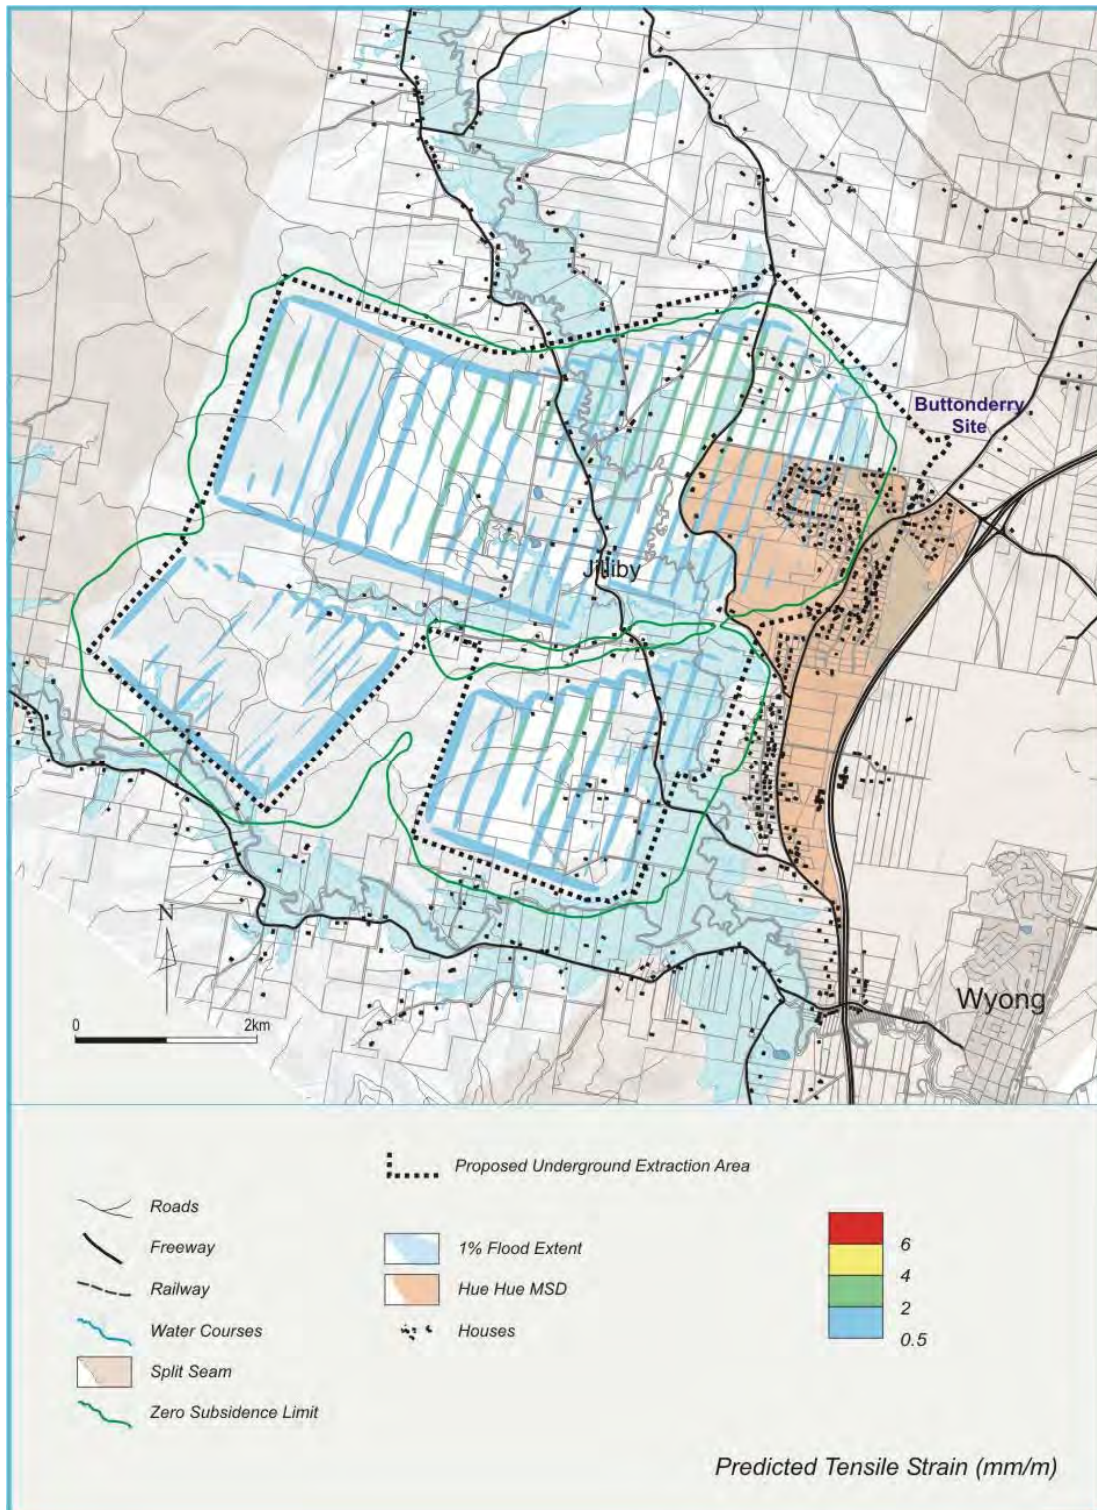 Buttonderry
Site
Jilliby
Wyong
N
0
2km
Proposed Underground Extraction Area
Roads
Freeway
Railway
Water Courses
Split Seam
Zero Subsidence Limit
1% Flood Extent
Hue Hue MSD
Houses
6
4
2
0.5
Predicted Tensile Strain (mm/m)